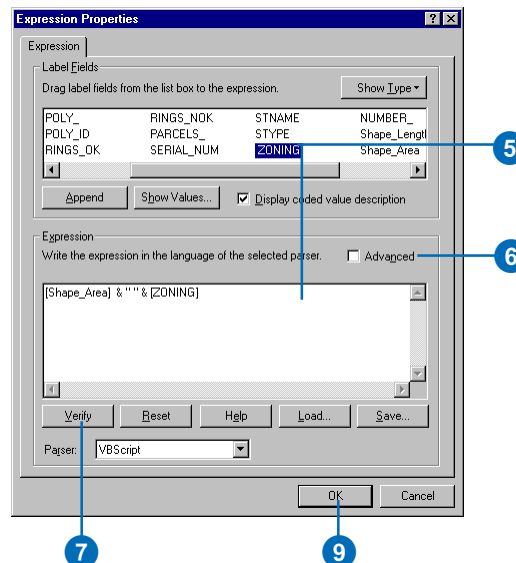 Expression Properties
Expression
Label Fields
Drag label fields from the list box to the expression.
Show Type
POLY_ RINGS_NOK STNAME NUMBER_
POLY_ID PARCELS_ STYPE Shape_Lengt
RINGS_OK SERIAL_NUM ZONING Shape_Area
5
Append Show Values... Display coded value description
Expression
Write the expression in the language of the selected parser. Advanced
6
[Shape_Area] & " " & [ZONING]
Verify Reset Help Load... Save...
Parser: VBScript
OK Cancel
7 9